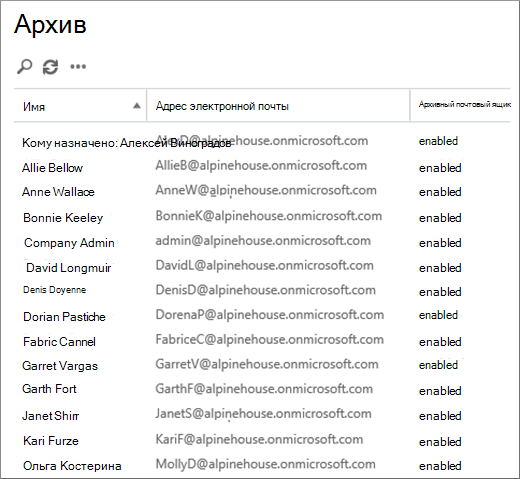 Архив
Имя Адрес электронной почты Архивный почтовый ящик
Кому назначено: Алексей Виноградов AlexD@alpinehouse.onmicrosoft.com enabled
Allie Bellow AllieB@alpinehouse.onmicrosoft.com enabled
Anne Wallace AnneW@alpinehouse.onmicrosoft.com enabled
Bonnie Keeley BonnieK@alpinehouse.onmicrosoft.com enabled
Company Admin admin@alpinehouse.onmicrosoft.com enabled
David Longmuir DavidL@alpinehouse.onmicrosoft.com enabled
Denis Doyenne DenisD@alpinehouse.onmicrosoft.com enabled
Dorian Pastiche DorenaP@alpinehouse.onmicrosoft.com enabled
Fabric Cannel FabriceC@alpinehouse.onmicrosoft.com enabled
Garret Vargas GarretV@alpinehouse.onmicrosoft.com enabled
Garth Fort GarthF@alpinehouse.onmicrosoft.com enabled
Janet Shirr JanetS@alpinehouse.onmicrosoft.com enabled
Kari Furze KariF@alpinehouse.onmicrosoft.com enabled
Ольга Костерина MollyD@alpinehouse.onmicrosoft.com enabled